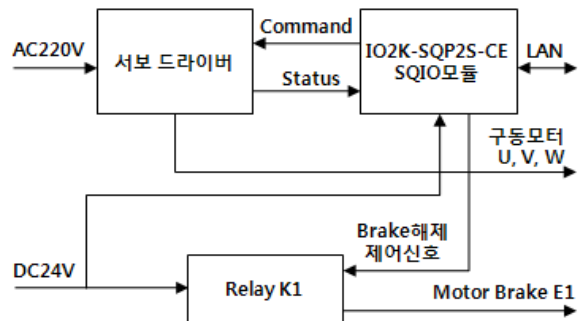 Command
AC220V
서보 드라이버
IO2K-SQP2S-CE
SQIO모듈
LAN
Status
구동모터
U, V, W
Brake해제
제어신호
DC24V
Relay K1
Motor Brake E1